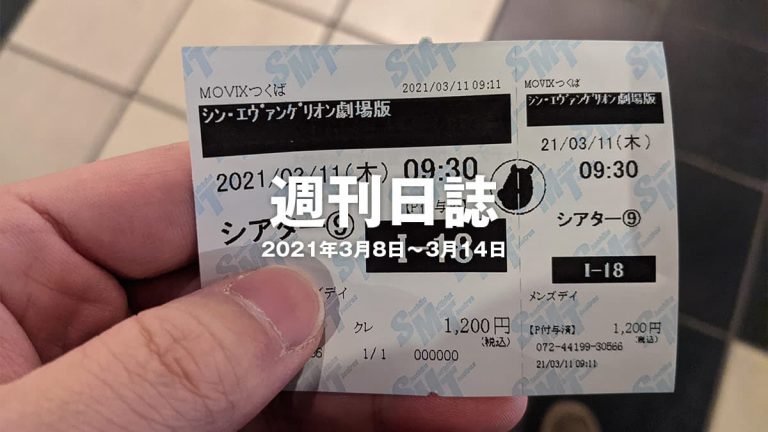 MOVIXつくば
2021/03/11 09:11
シン・エヴァンゲリオン劇場版
2021/03/11(木) 09:30
シアター⑨
I-18
クレ
1,200円
(税込)
1/1 000000
MOVIXつくば
シン・エヴァンゲリオン劇場版
21/03/11(木)
09:30
シアター⑨
I-18
メンズデイ
【P付与済】 1,200円
(税込)
072-44199-30566
21/03/11 09:11
週刊日誌
2021年3月8日〜3月14日
SMT